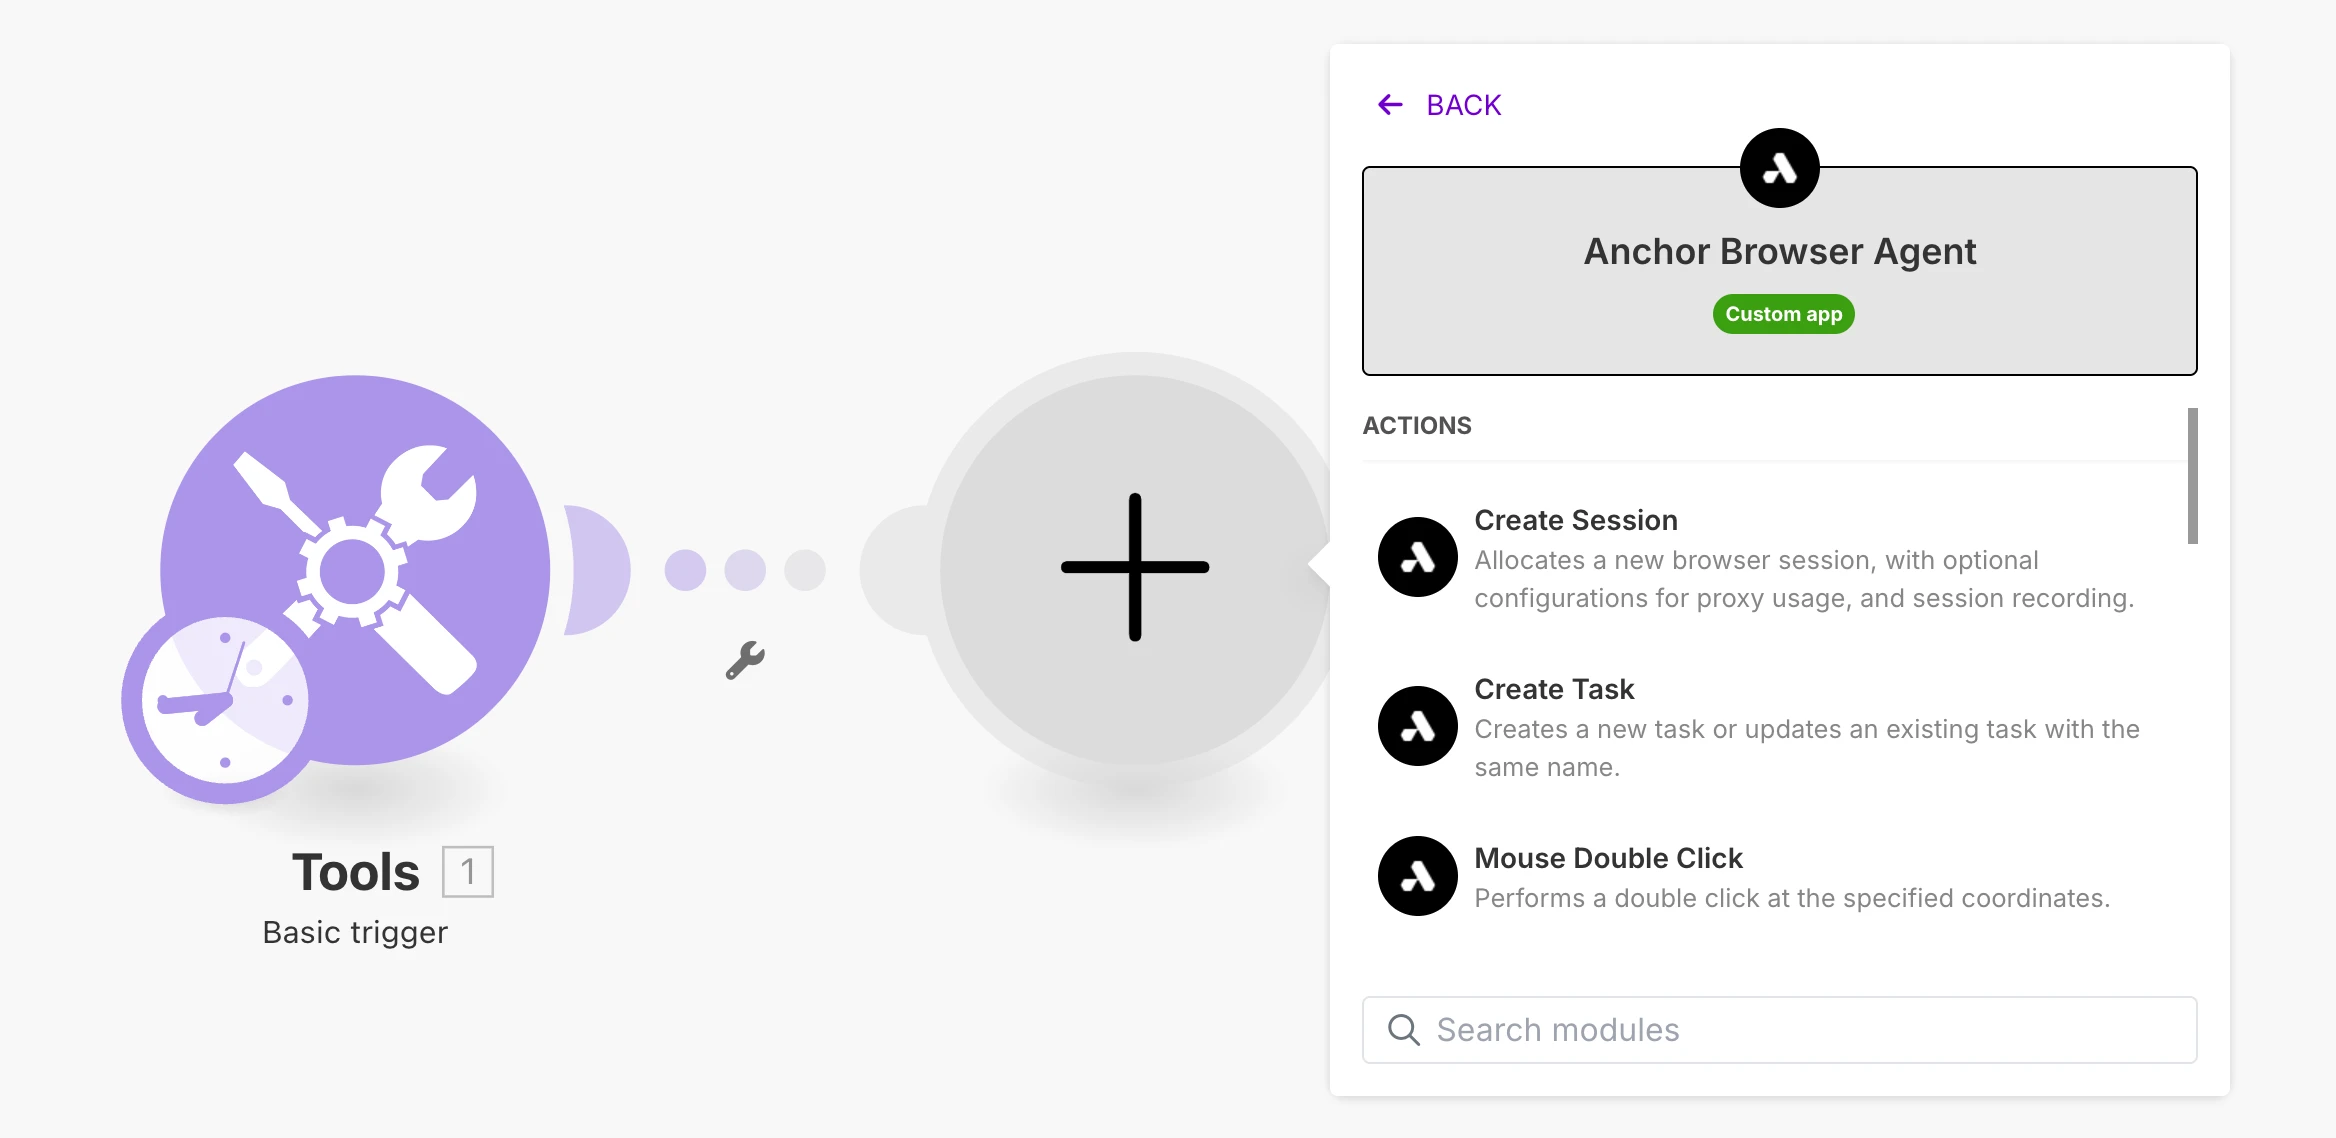 BACK
Anchor Browser Agent
Custom app
ACTIONS
Create Session
Allocates a new browser session, with optional
configurations for proxy usage, and session recording.
Create Task
Creates a new task or updates an existing task with the
same name.
Mouse Double Click
Performs a double click at the specified coordinates.
Search modules
Tools 1
Basic trigger